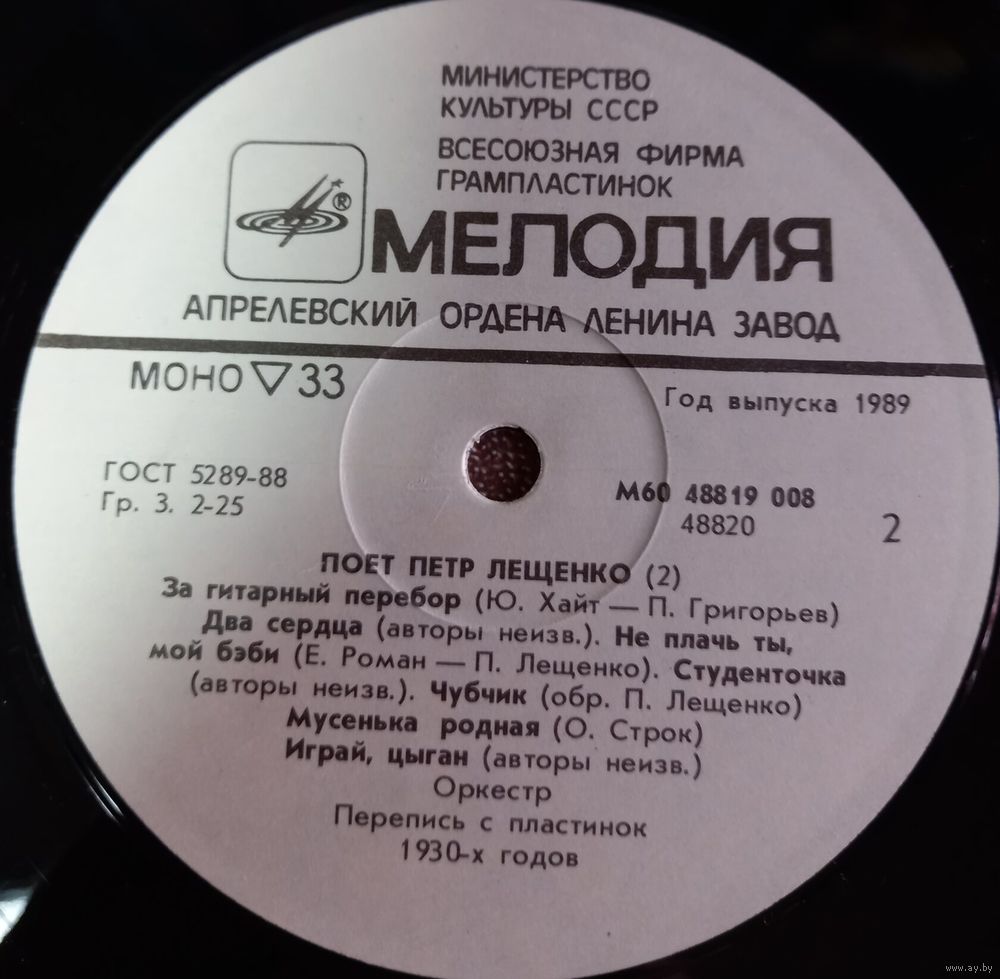 МИНИСТЕРСТВО
КУЛЬТУРЫ СССР
ВСЕСОЮЗНАЯ ФИРМА
ГРАМПЛАСТИНОК
®
МЕЛОДИЯ
АПРЕЛЕВСКИЙ ОРДЕНА ЛЕНИНА ЗАВОД
МОНО ▽ 33
Год выпуска 1989
ГОСТ 5289-88
Гр. 3. 2-25
М60 48819 008
48820
2
ПОЕТ ПЕТР ЛЕЩЕНКО (2)
За гитарный перебор (Ю. Хайт — П. Григорьев)
Два сердца (авторы неизв.). Не плачь ты,
мой бэби (Е. Роман — П. Лещенко). Студенточка
(авторы неизв.). Чубчик (обр. П. Лещенко)
Мусенька родная (О. Строк)
Играй, цыган (авторы неизв.)
Оркестр
Перепись с пластинок
1930-х годов
www.ay.by